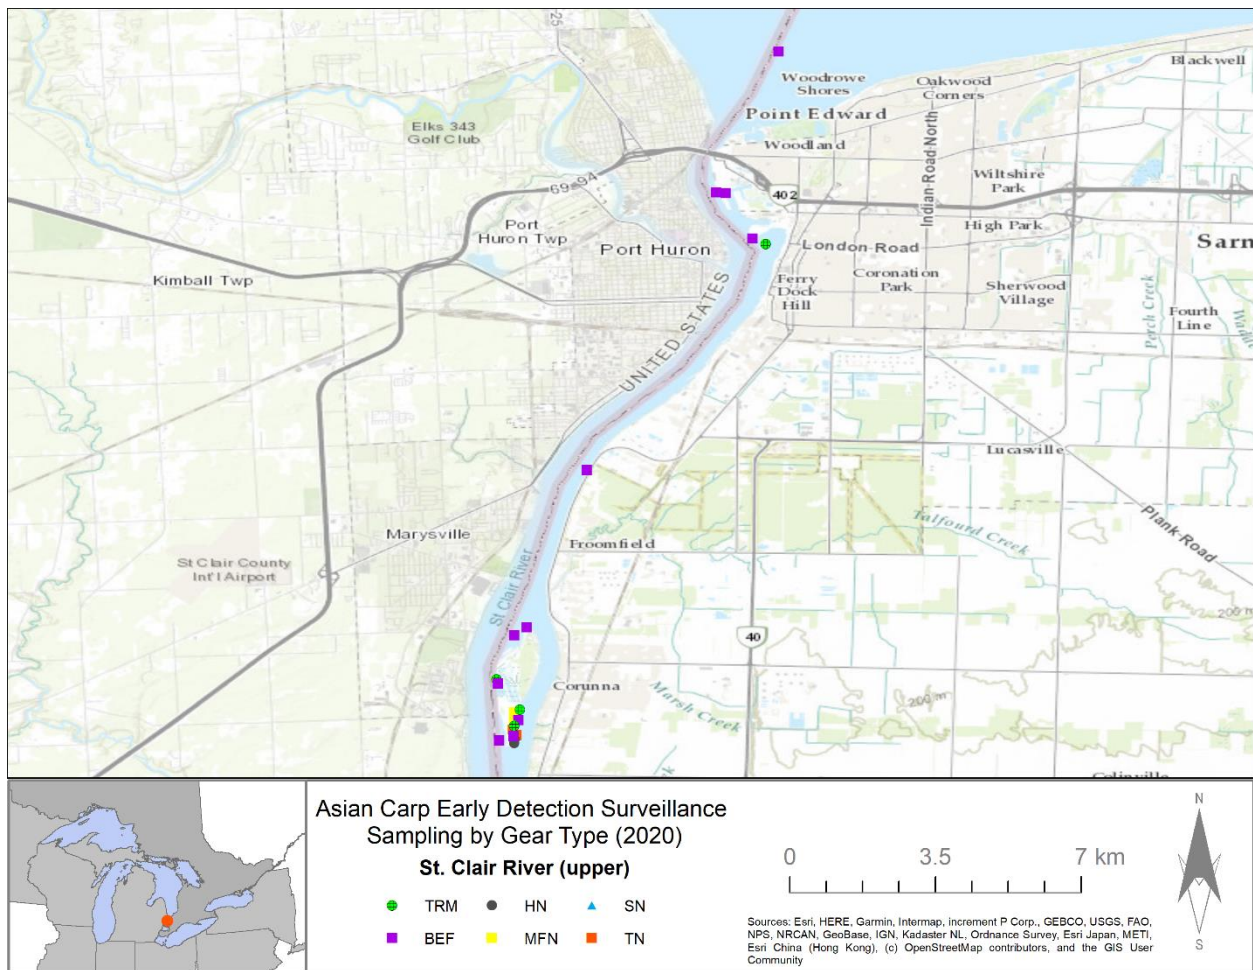 25
Blackwell
Woodrowe
Shores
Oakwood
Corners
Point Edward
Elks 343
Golf Club
Woodland
Indian-Road-North
Wiltshire
Park
69-94
402
Port
Huron Twp
Port Huron
High Park
London-Road
Sarn
Kimball Twp
Ferry
Dock
Hill
Coronation
Park
Sherwood
Village
Perch Creek
Fourth
Line
UNITED STATES
Lucasville
Plank-Road
Marysville
Froomfield
Talfourd Creek
St Clair County
Int'l Airport
St Clair River
200 m
40
Corunna
Marsh Creek
200 m
Asian Carp Early Detection Surveillance
Sampling by Gear Type (2020)
St. Clair River (upper)
TRM HN SN
BEF MFN TN
0 3.5 7 km
N
S
Sources: Esri, HERE, Garmin, Intermap, increment P Corp., GEBCO, USGS, FAO,
NPS, NRCAN, GeoBase, IGN, Kadaster NL, Ordnance Survey, Esri Japan, METI,
Esri China (Hong Kong), (c) OpenStreetMap contributors, and the GIS User
Community